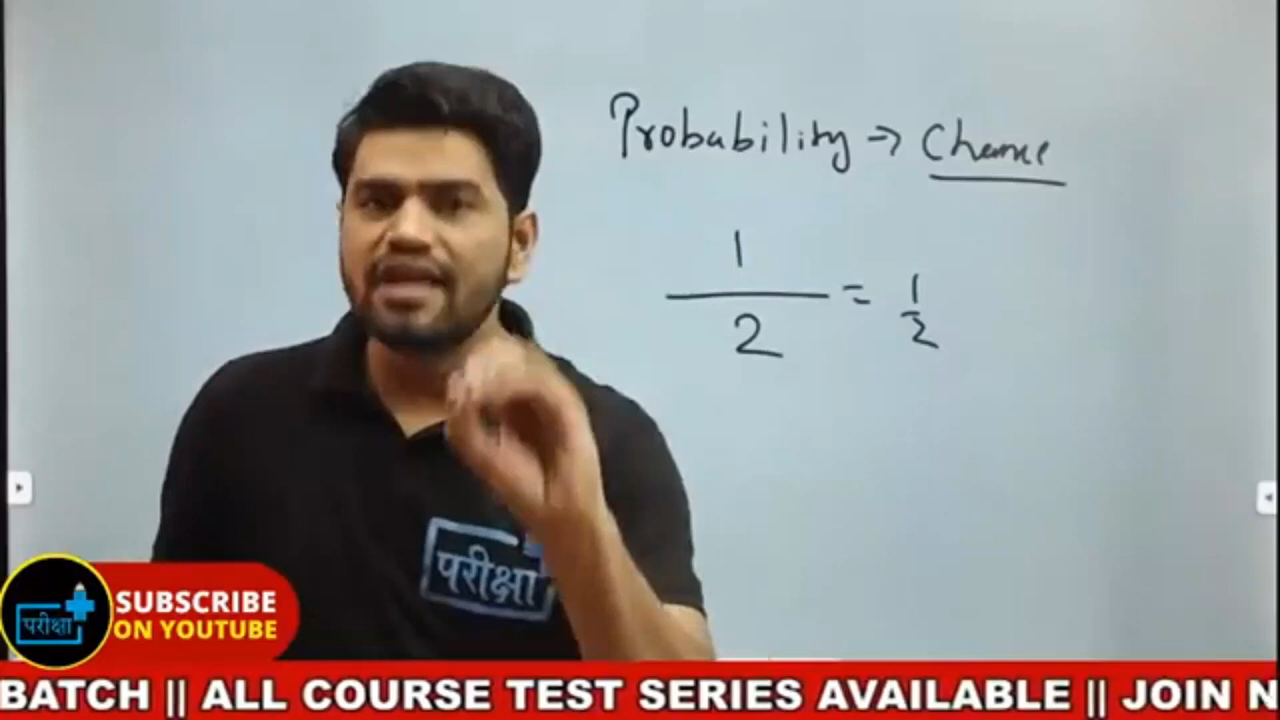 Probability → Chance
1
2
= 1
2
परीक्षा
परीक्षा
SUBSCRIBE
ON YOUTUBE
BATCH || ALL COURSE TEST SERIES AVAILABLE || JOIN N